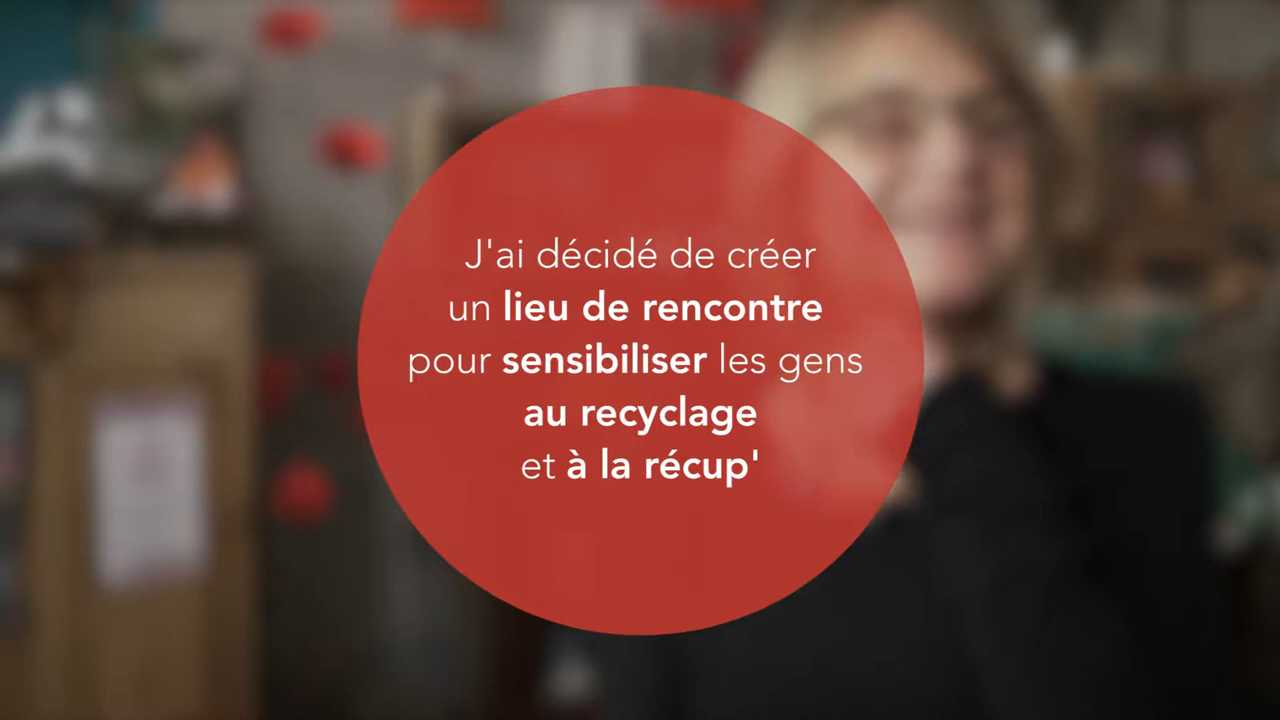 J'ai décidé de créer
un lieu de rencontre
pour sensibiliser les gens
au recyclage
et à la récup'